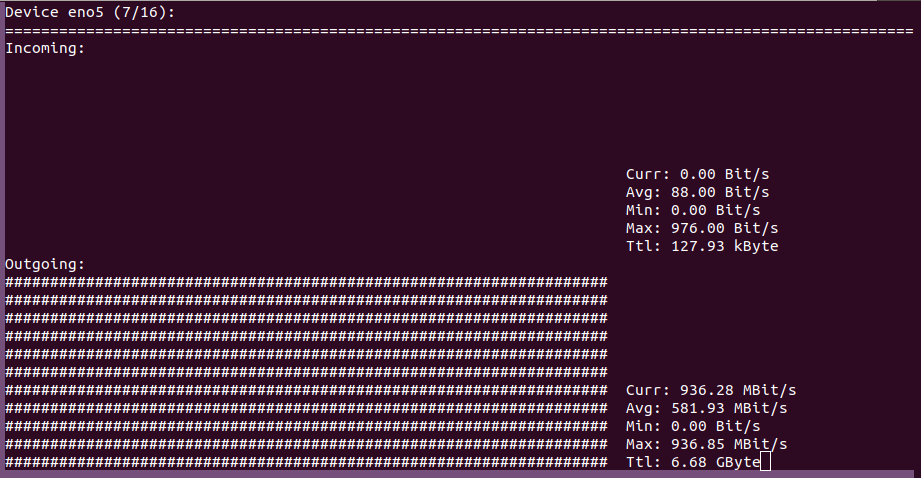 Device eno5 (7/16):
=====================================================================================================
Incoming:
Curr: 0.00 Bit/s
Avg: 88.00 Bit/s
Min: 0.00 Bit/s
Max: 976.00 Bit/s
Ttl: 127.93 kByte
Outgoing:
###################################################################
###################################################################
###################################################################
###################################################################
###################################################################
###################################################################
################################################################### Curr: 936.28 MBit/s
################################################################### Avg: 581.93 MBit/s
################################################################### Min: 0.00 Bit/s
################################################################### Max: 936.85 MBit/s
################################################################### Ttl: 6.68 GByte